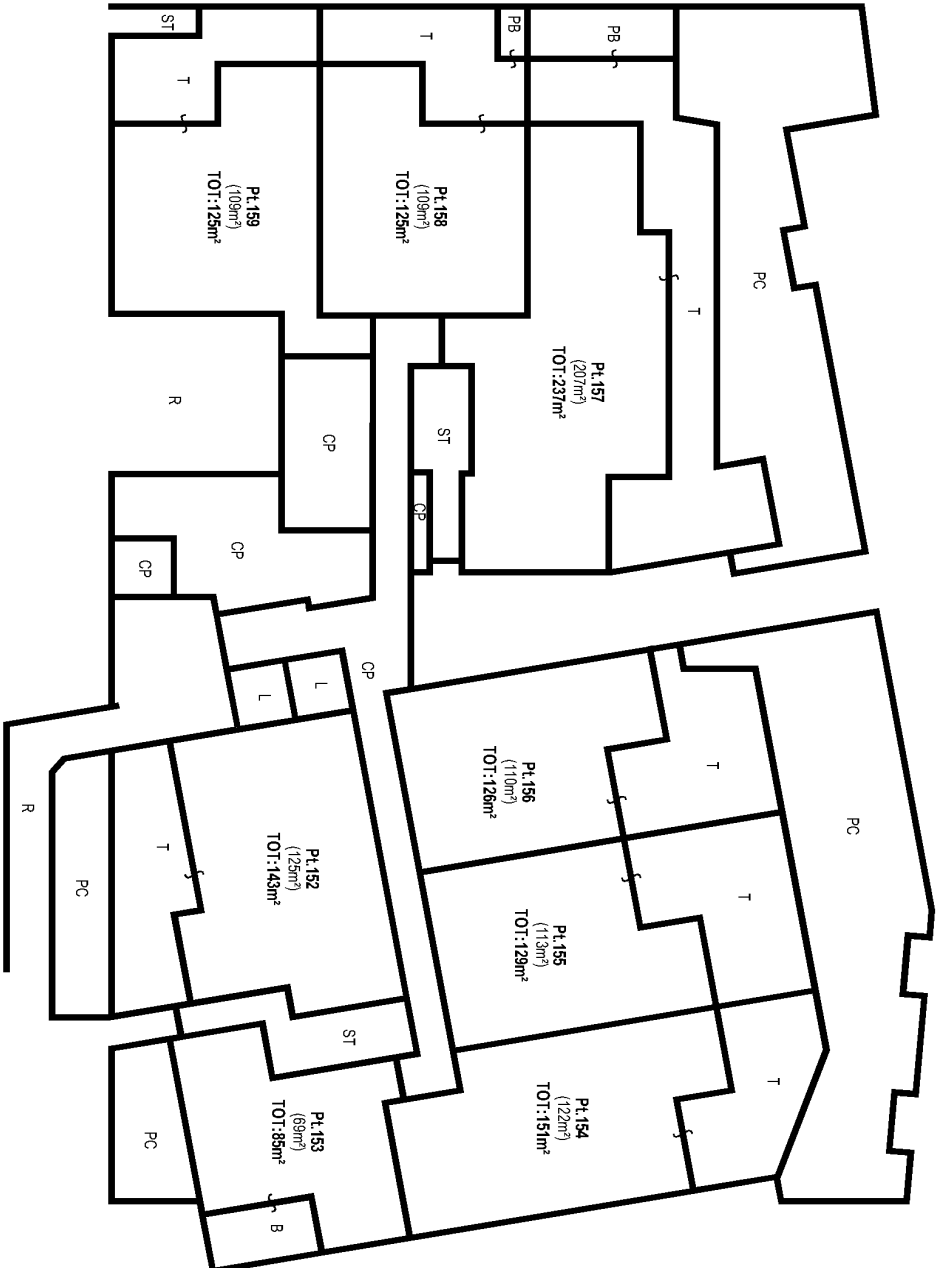 ST
T
T
PB
PB
Pt.159
(109m²)
TOT:125m²
Pt.158
(109m²)
TOT:125m²
Pt.157
(207m²)
TOT:237m²
T
PC
R
CP
ST
CP
CP
CP
CP
L
L
R
PC
T
Pt.152
(125m²)
TOT:143m²
Pt.156
(110m²)
TOT:126m²
T
PC
Pt.155
(113m²)
TOT:129m²
T
ST
PC
Pt.153
(69m²)
TOT:85m²
B
Pt.154
(122m²)
TOT:151m²
T